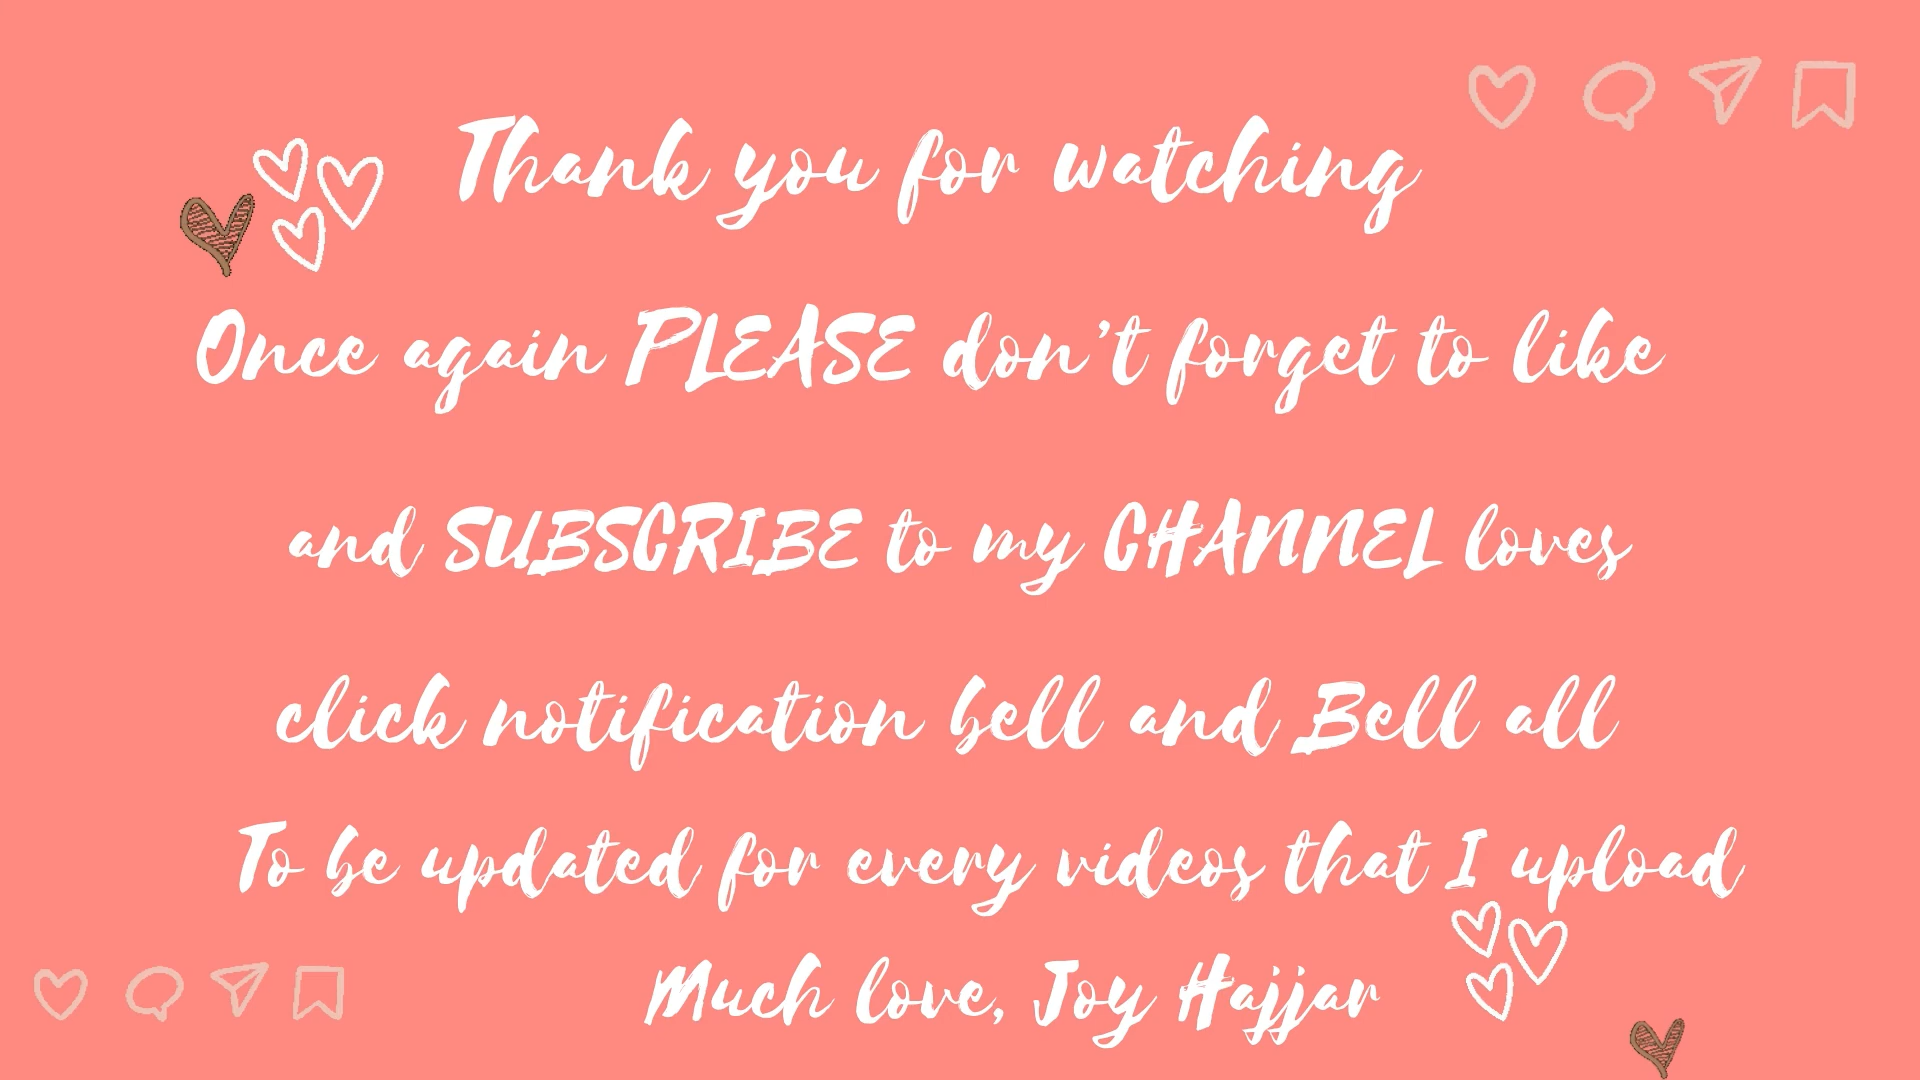 Thank you for watching
Once again PLEASE don't forget to like
and SUBSCRIBE to my CHANNEL loves
click notification bell and Bell all
To be updated for every videos that I upload
Much love, Joy Hajjar